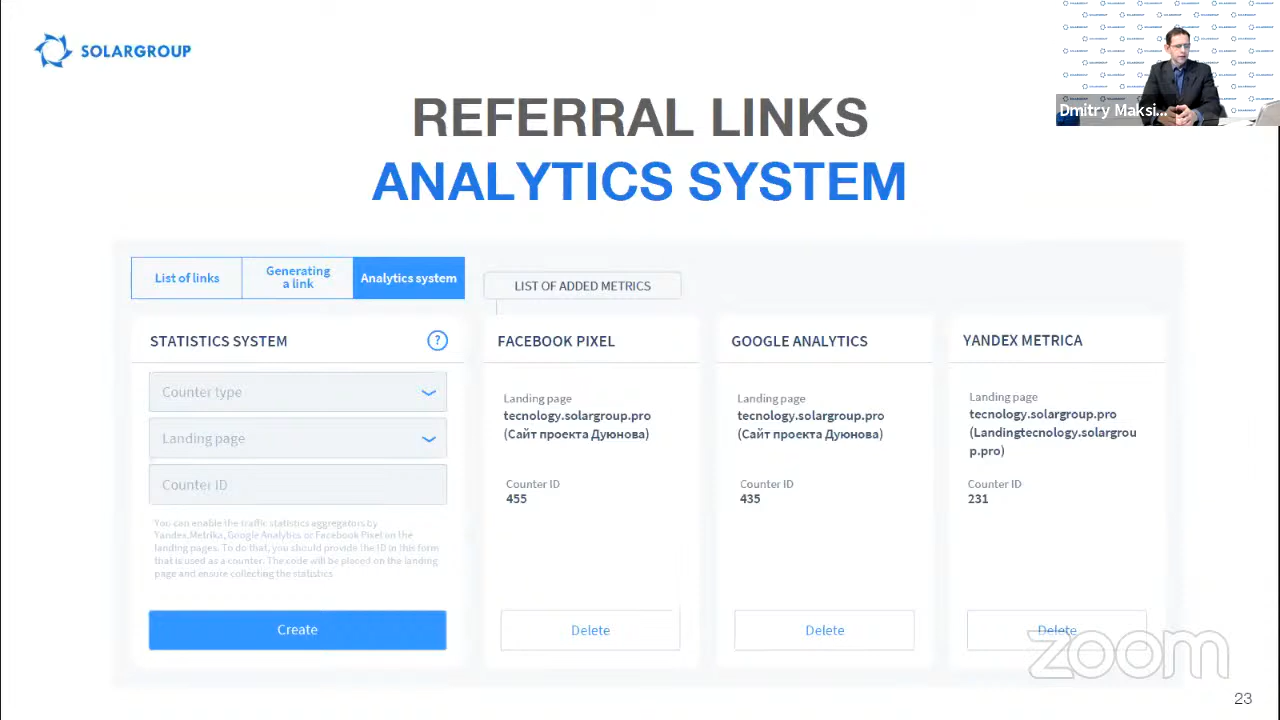 SOLARGROUP
Dmitry Maksi...
REFERRAL LINKS
ANALYTICS SYSTEM
List of links
Generating
a link
Analytics system
LIST OF ADDED METRICS
STATISTICS SYSTEM
?
Counter type
Landing page
Counter ID
You can enable the traffic statistics aggregators by
Yandex.Metrika, Google Analytics or Facebook Pixel on the
landing pages. To do that, you should provide the ID in this form
that is used as a counter. The code will be placed on the landing
page and ensure collecting the statistics
Create
FACEBOOK PIXEL
Landing page
tecnology.solargroup.pro
(Сайт проекта Дуюнова)
Counter ID
455
Delete
GOOGLE ANALYTICS
Landing page
tecnology.solargroup.pro
(Сайт проекта Дуюнова)
Counter ID
435
Delete
YANDEX METRICA
Landing page
tecnology.solargroup.pro
(Landingtecnology.solargrou
p.pro)
Counter ID
231
Delete
zoom
23